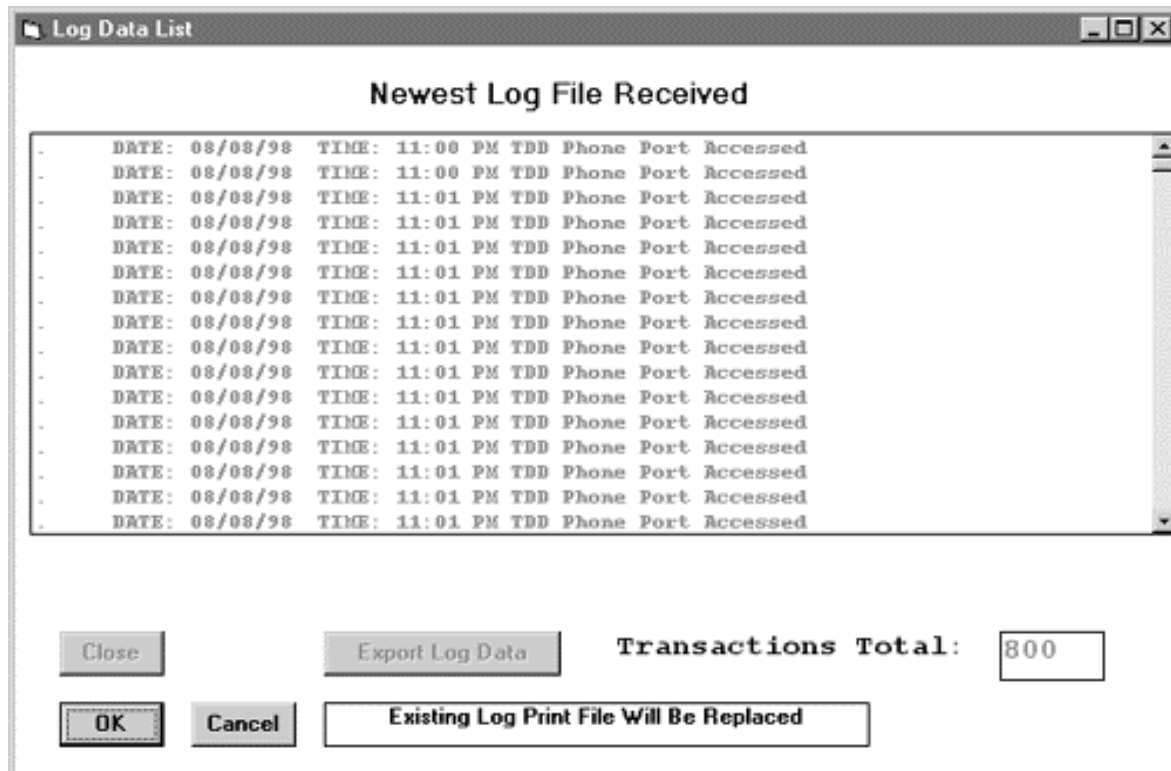 Log Data List
Newest Log File Received
. DATE: 08/08/98 TIME: 11:00 PM TDD Phone Port Accessed
. DATE: 08/08/98 TIME: 11:00 PM TDD Phone Port Accessed
. DATE: 08/08/98 TIME: 11:01 PM TDD Phone Port Accessed
. DATE: 08/08/98 TIME: 11:01 PM TDD Phone Port Accessed
. DATE: 08/08/98 TIME: 11:01 PM TDD Phone Port Accessed
. DATE: 08/08/98 TIME: 11:01 PM TDD Phone Port Accessed
. DATE: 08/08/98 TIME: 11:01 PM TDD Phone Port Accessed
. DATE: 08/08/98 TIME: 11:01 PM TDD Phone Port Accessed
. DATE: 08/08/98 TIME: 11:01 PM TDD Phone Port Accessed
. DATE: 08/08/98 TIME: 11:01 PM TDD Phone Port Accessed
. DATE: 08/08/98 TIME: 11:01 PM TDD Phone Port Accessed
. DATE: 08/08/98 TIME: 11:01 PM TDD Phone Port Accessed
. DATE: 08/08/98 TIME: 11:01 PM TDD Phone Port Accessed
. DATE: 08/08/98 TIME: 11:01 PM TDD Phone Port Accessed
. DATE: 08/08/98 TIME: 11:01 PM TDD Phone Port Accessed
. DATE: 08/08/98 TIME: 11:01 PM TDD Phone Port Accessed
Close Export Log Data Transactions Total: 800
OK Cancel Existing Log Print File Will Be Replaced